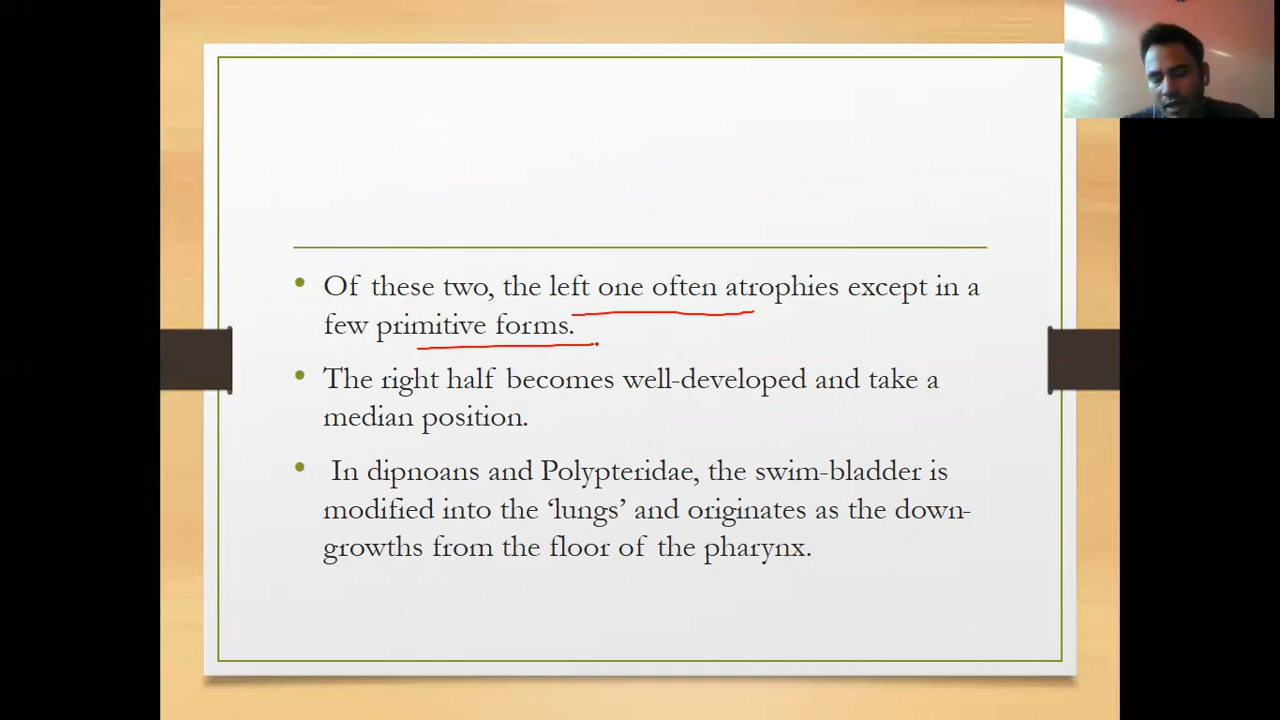 • Of these two, the left one often atrophies except in a
few primitive forms.
• The right half becomes well-developed and take a
median position.
• In dipnoans and Polypteridae, the swim-bladder is
modified into the ‘lungs’ and originates as the down-
growths from the floor of the pharynx.